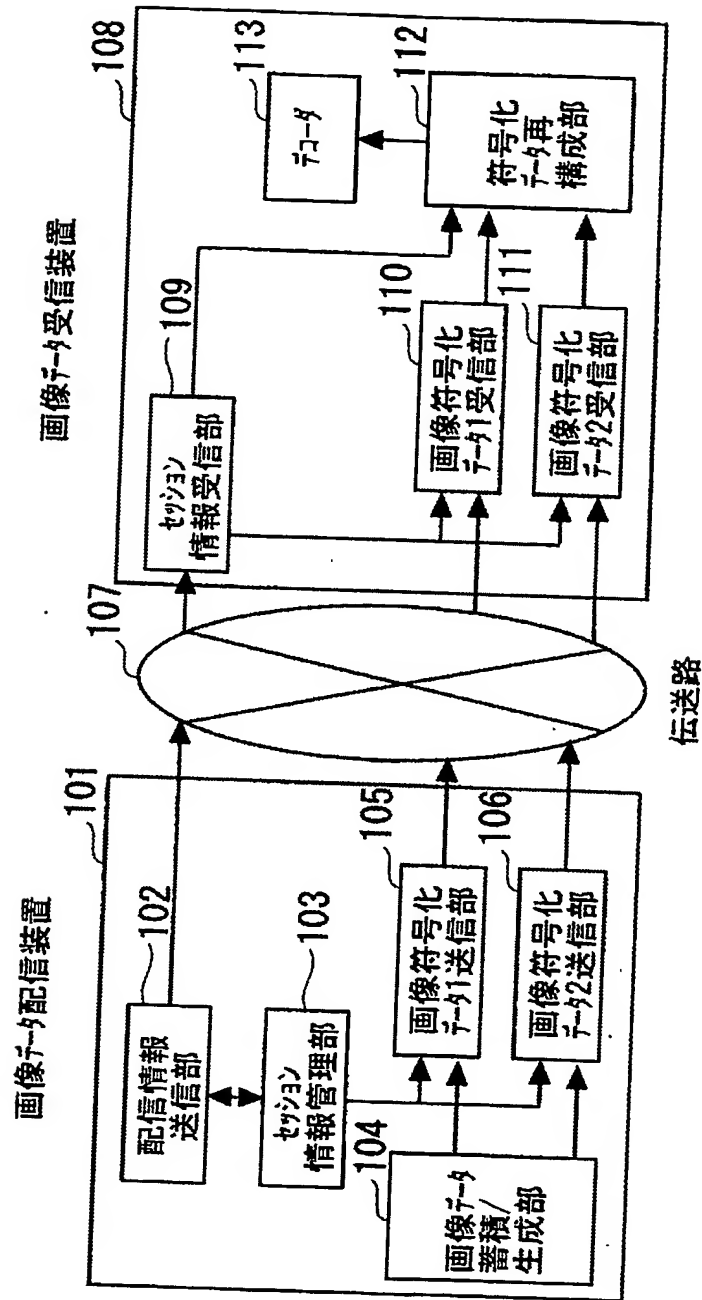 画像データ配信装置
101
102
配信情報
送信部
103
セッション
情報管理部
104
画像データ
蓄積/
生成部
105
画像符号化
データ1送信部
106
画像符号化
データ2送信部
107
伝送路
画像データ受信装置
108
109
セッション
情報受信部
110
画像符号化
データ1受信部
111
画像符号化
データ2受信部
112
符号化
データ再
構成部
113
デコーダ